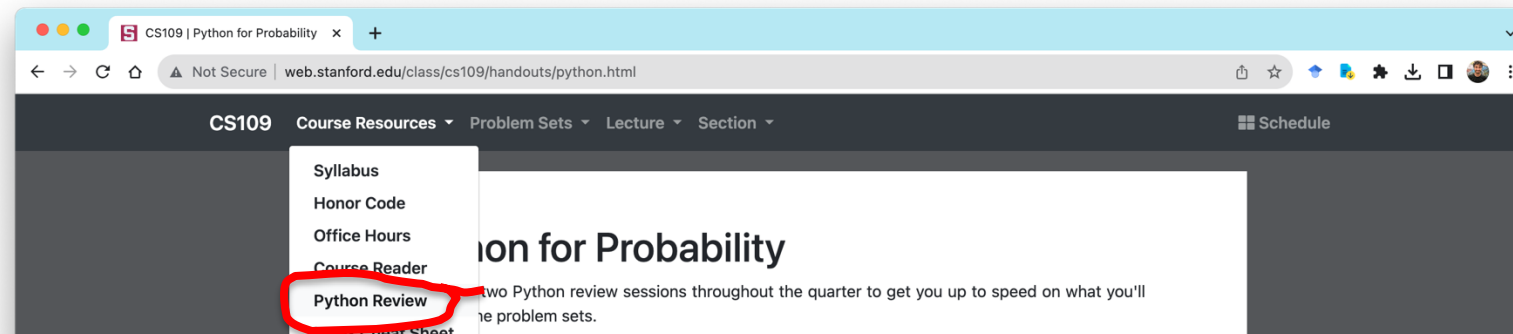 CS109 | Python for Probability
Not Secure | web.stanford.edu/class/cs109/handouts/python.html
CS109 Course Resources Problem Sets Lecture Section Schedule
Syllabus
Honor Code
Office Hours
Course Reader
Python Review
Sheet
hon for Probability
two Python review sessions throughout the quarter to get you up to speed on what you'll
he problem sets.